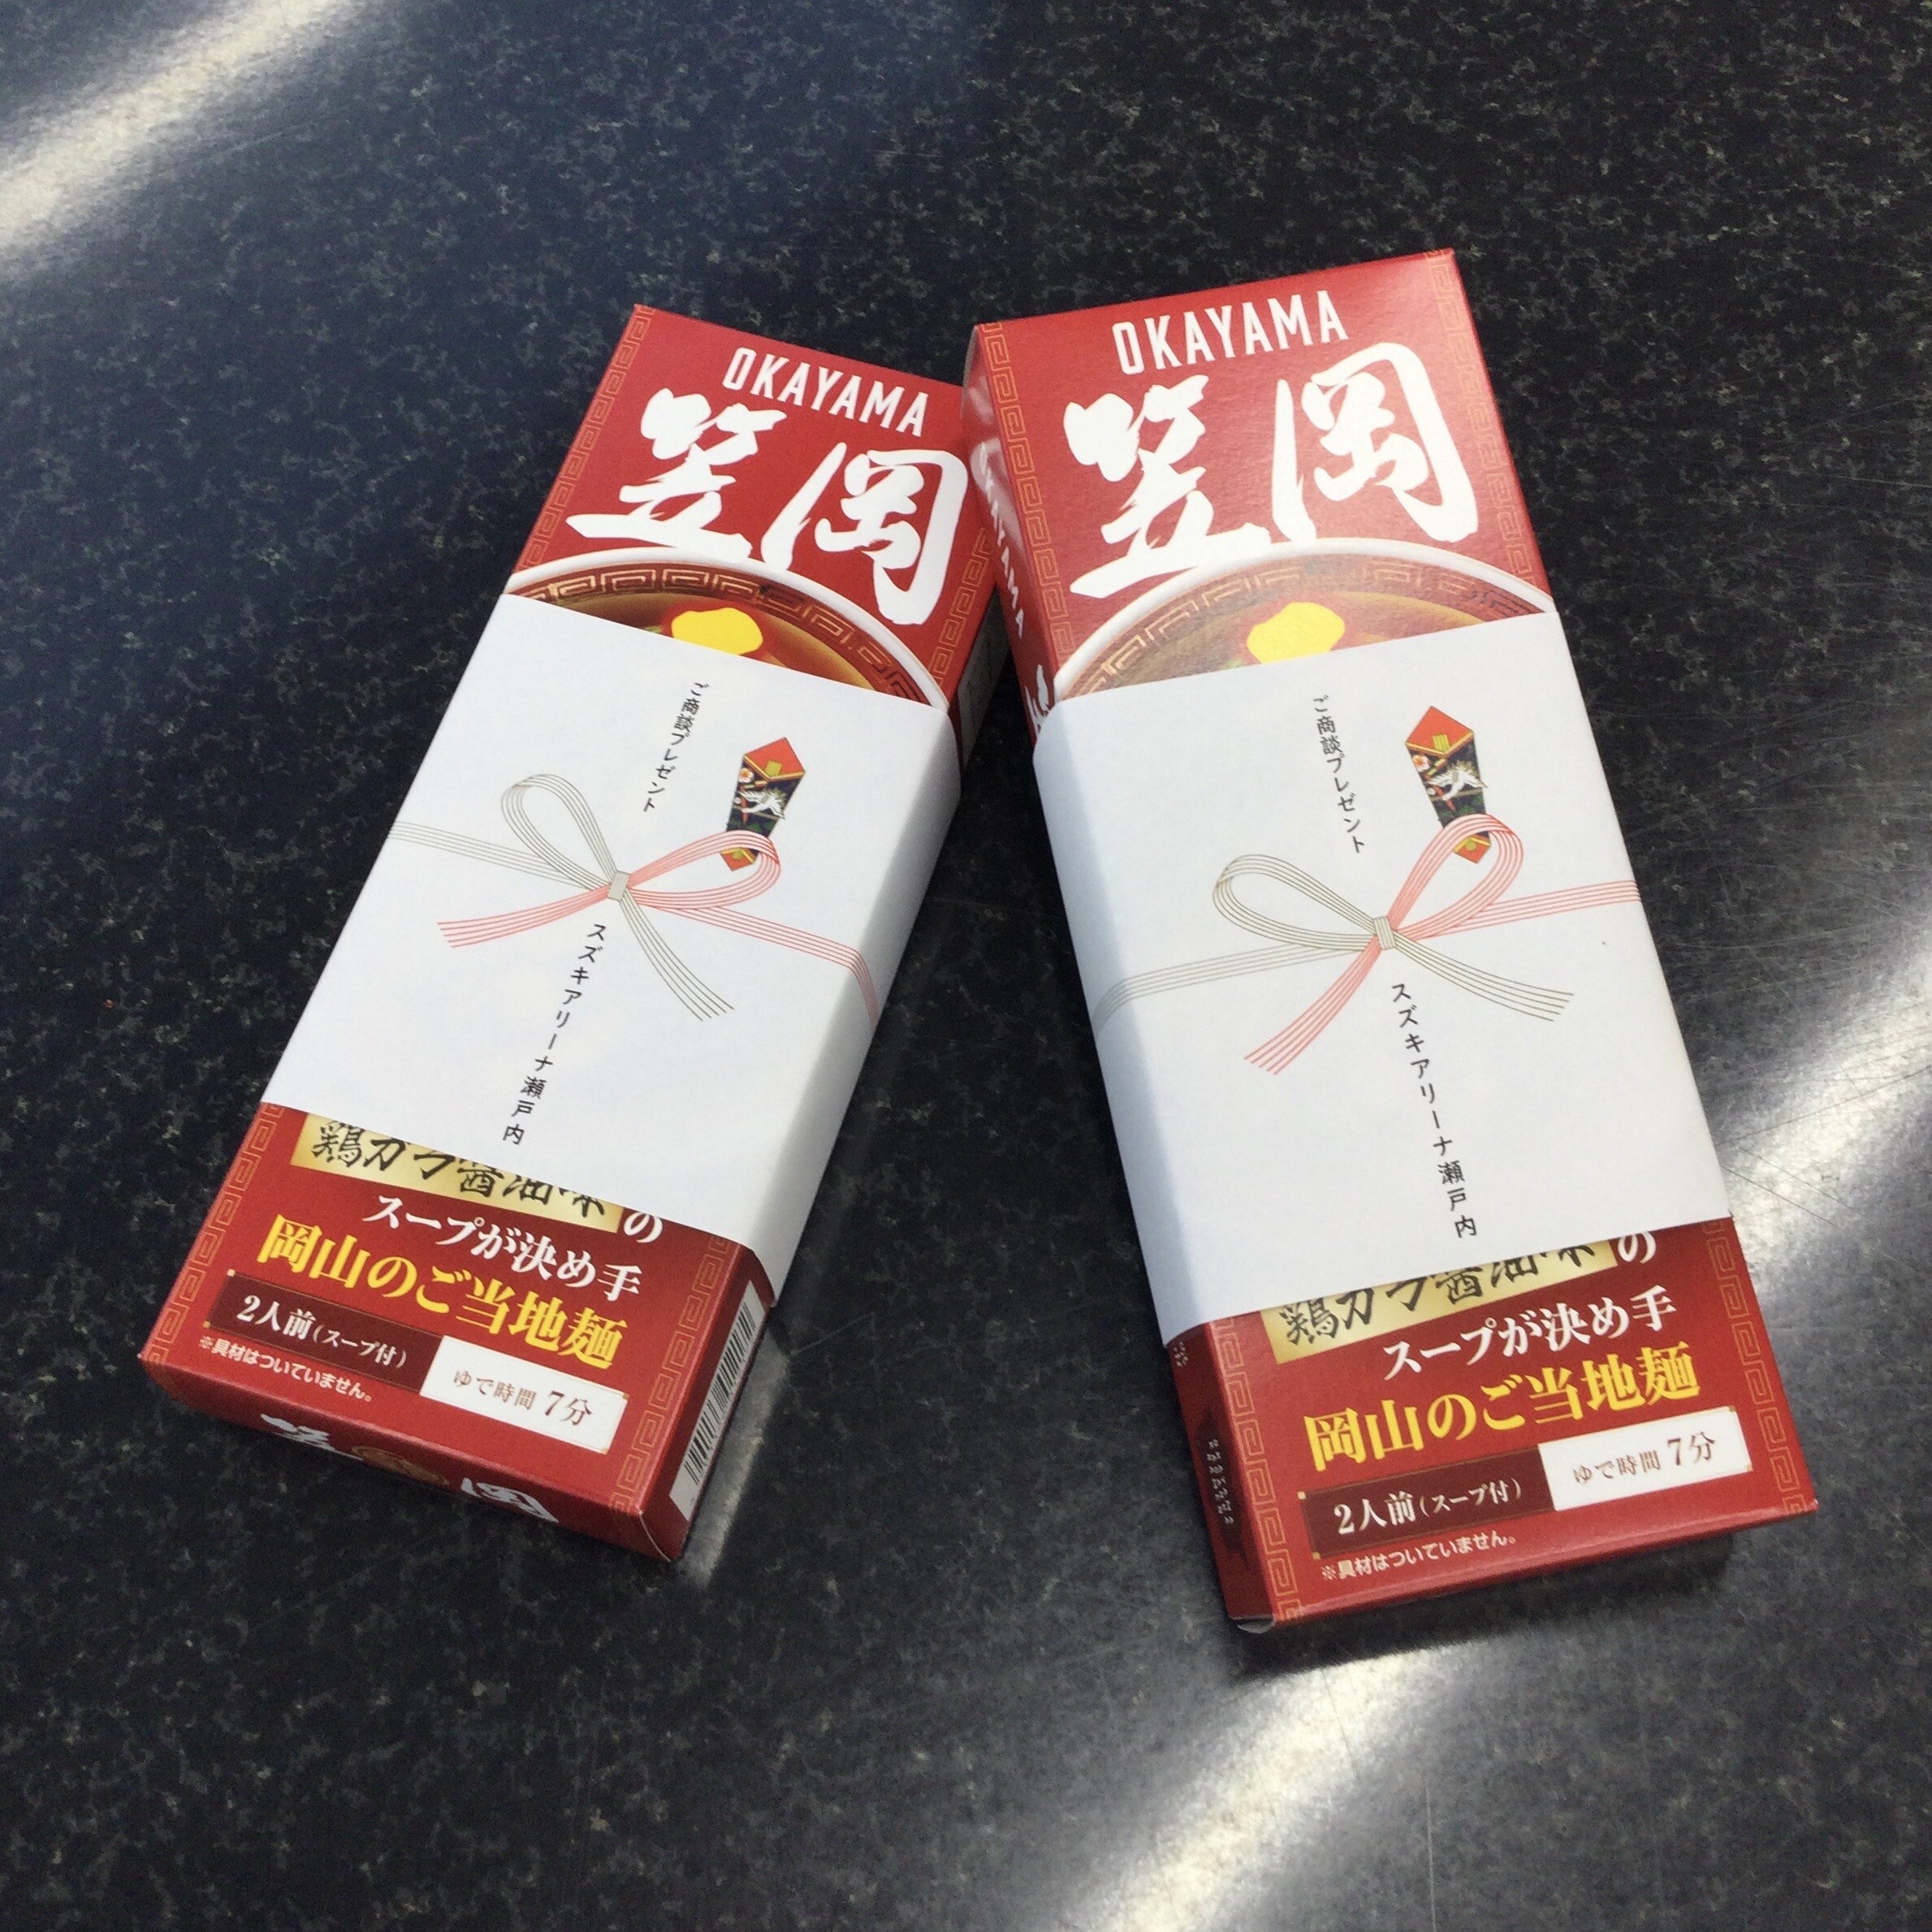 OKAYAMA
笠岡
ご商談プレゼント
スズキアリーナ瀬戸内
鶏ガラ醤油味の
スープが決め手
岡山のご当地麺
2人前(スープ付)
ゆで時間 7分
※具材はついていません。
笠岡
OKAYAMA
笠岡
ご商談プレゼント
スズキアリーナ瀬戸内
鶏ガラ醤油味の
スープが決め手
岡山のご当地麺
2人前(スープ付)
ゆで時間 7分
※具材はついていません。